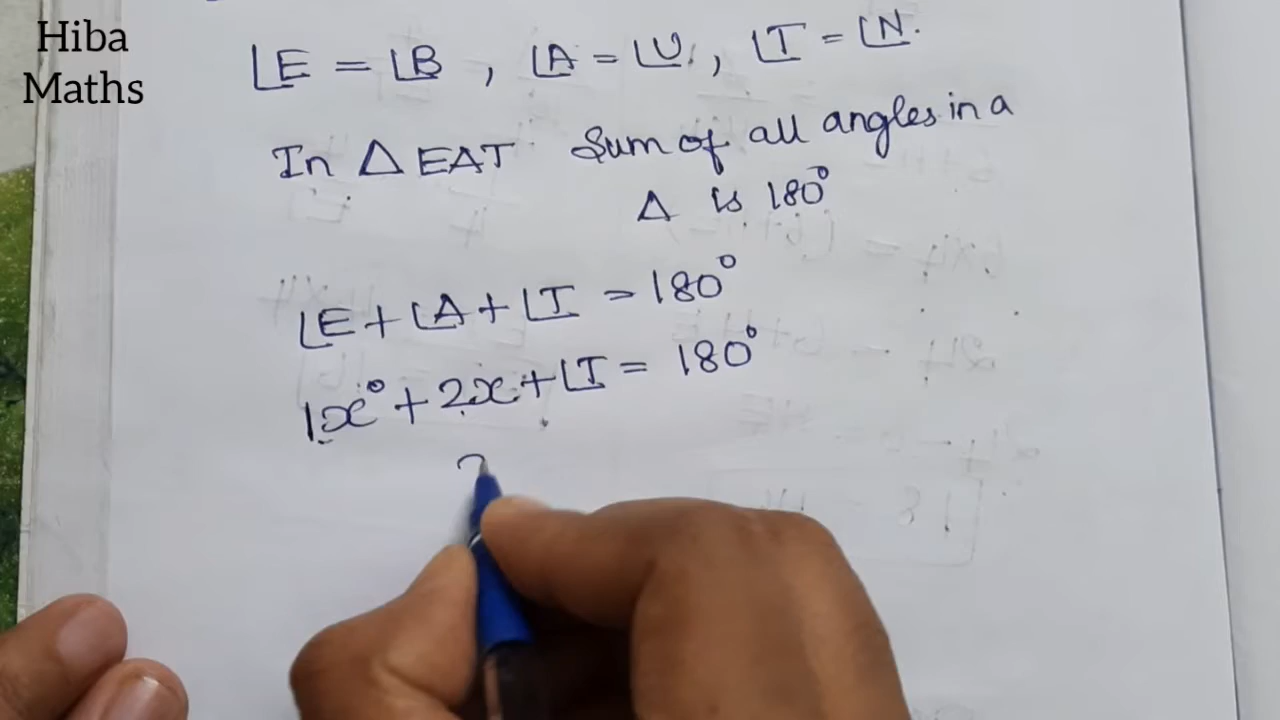 Hiba
Maths
∠E = ∠B , ∠A = ∠U , ∠T = ∠N.
In △ EAT Sum of all angles in a
△ is 180°
∠E + ∠A + ∠T = 180°
1x° + 2x + ∠T = 180°